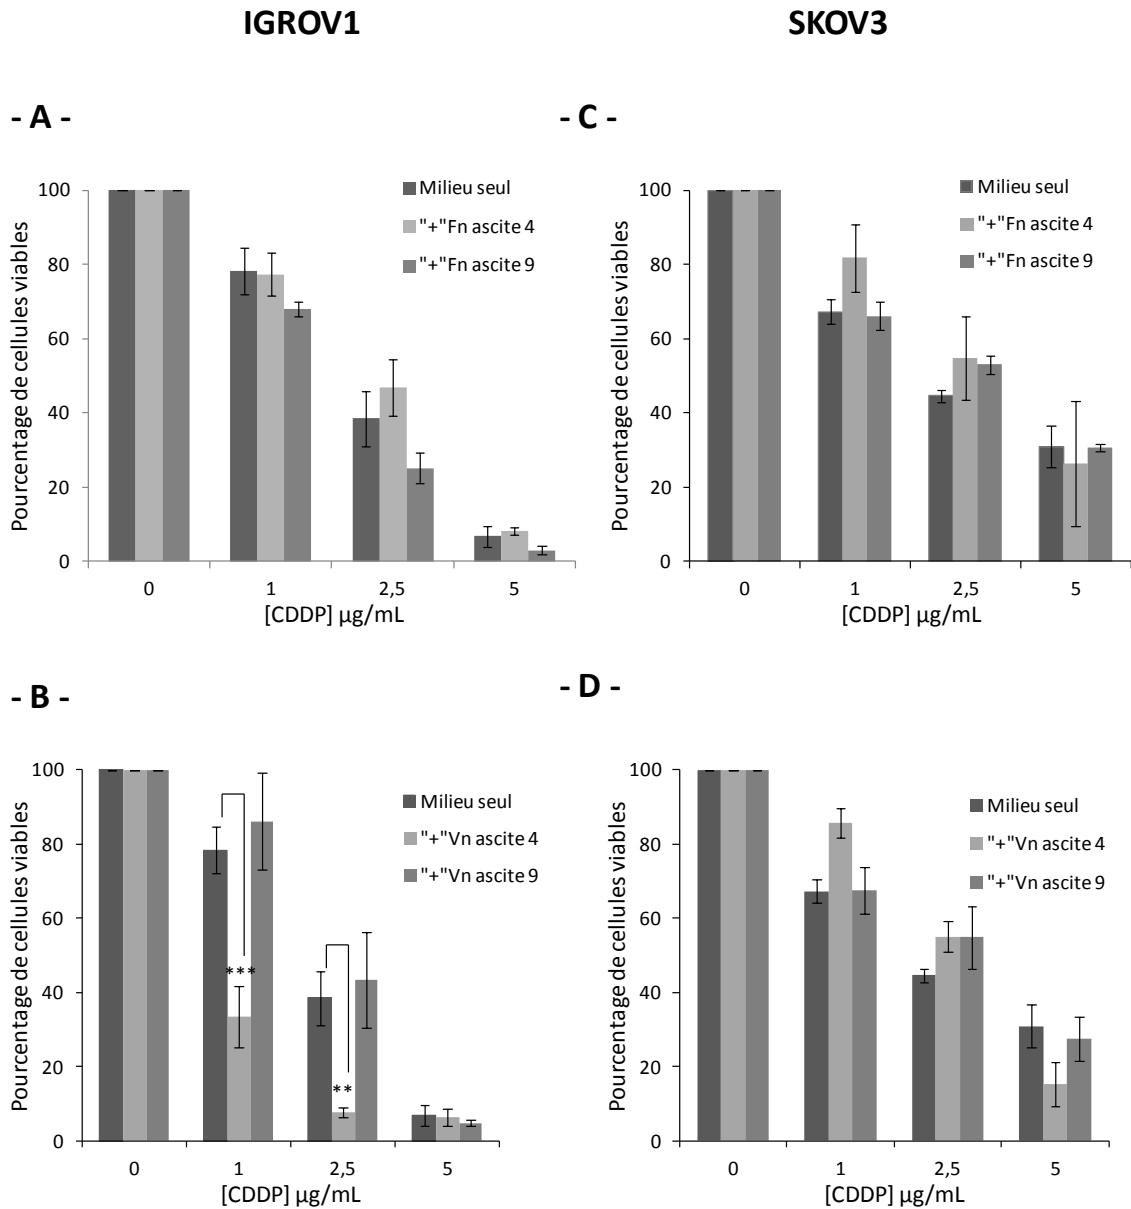 IGROV1
SKOV3
- A -
Pourcentage de cellules viables
100
80
60
40
20
0
Milieu seul
"+"Fn ascite 4
"+"Fn ascite 9
0 1 2,5 5
[CDDP] µg/mL
- C -
Pourcentage de cellules viables
100
80
60
40
20
0
Milieu seul
"+"Fn ascite 4
"+"Fn ascite 9
0 1 2,5 5
[CDDP] µg/mL
- B -
Pourcentage de cellules viables
100
80
60
40
20
0
***
**
Milieu seul
"+"Vn ascite 4
"+"Vn ascite 9
0 1 2,5 5
[CDDP] µg/mL
- D -
Pourcentage de cellules viables
100
80
60
40
20
0
Milieu seul
"+"Vn ascite 4
"+"Vn ascite 9
0 1 2,5 5
[CDDP] µg/mL